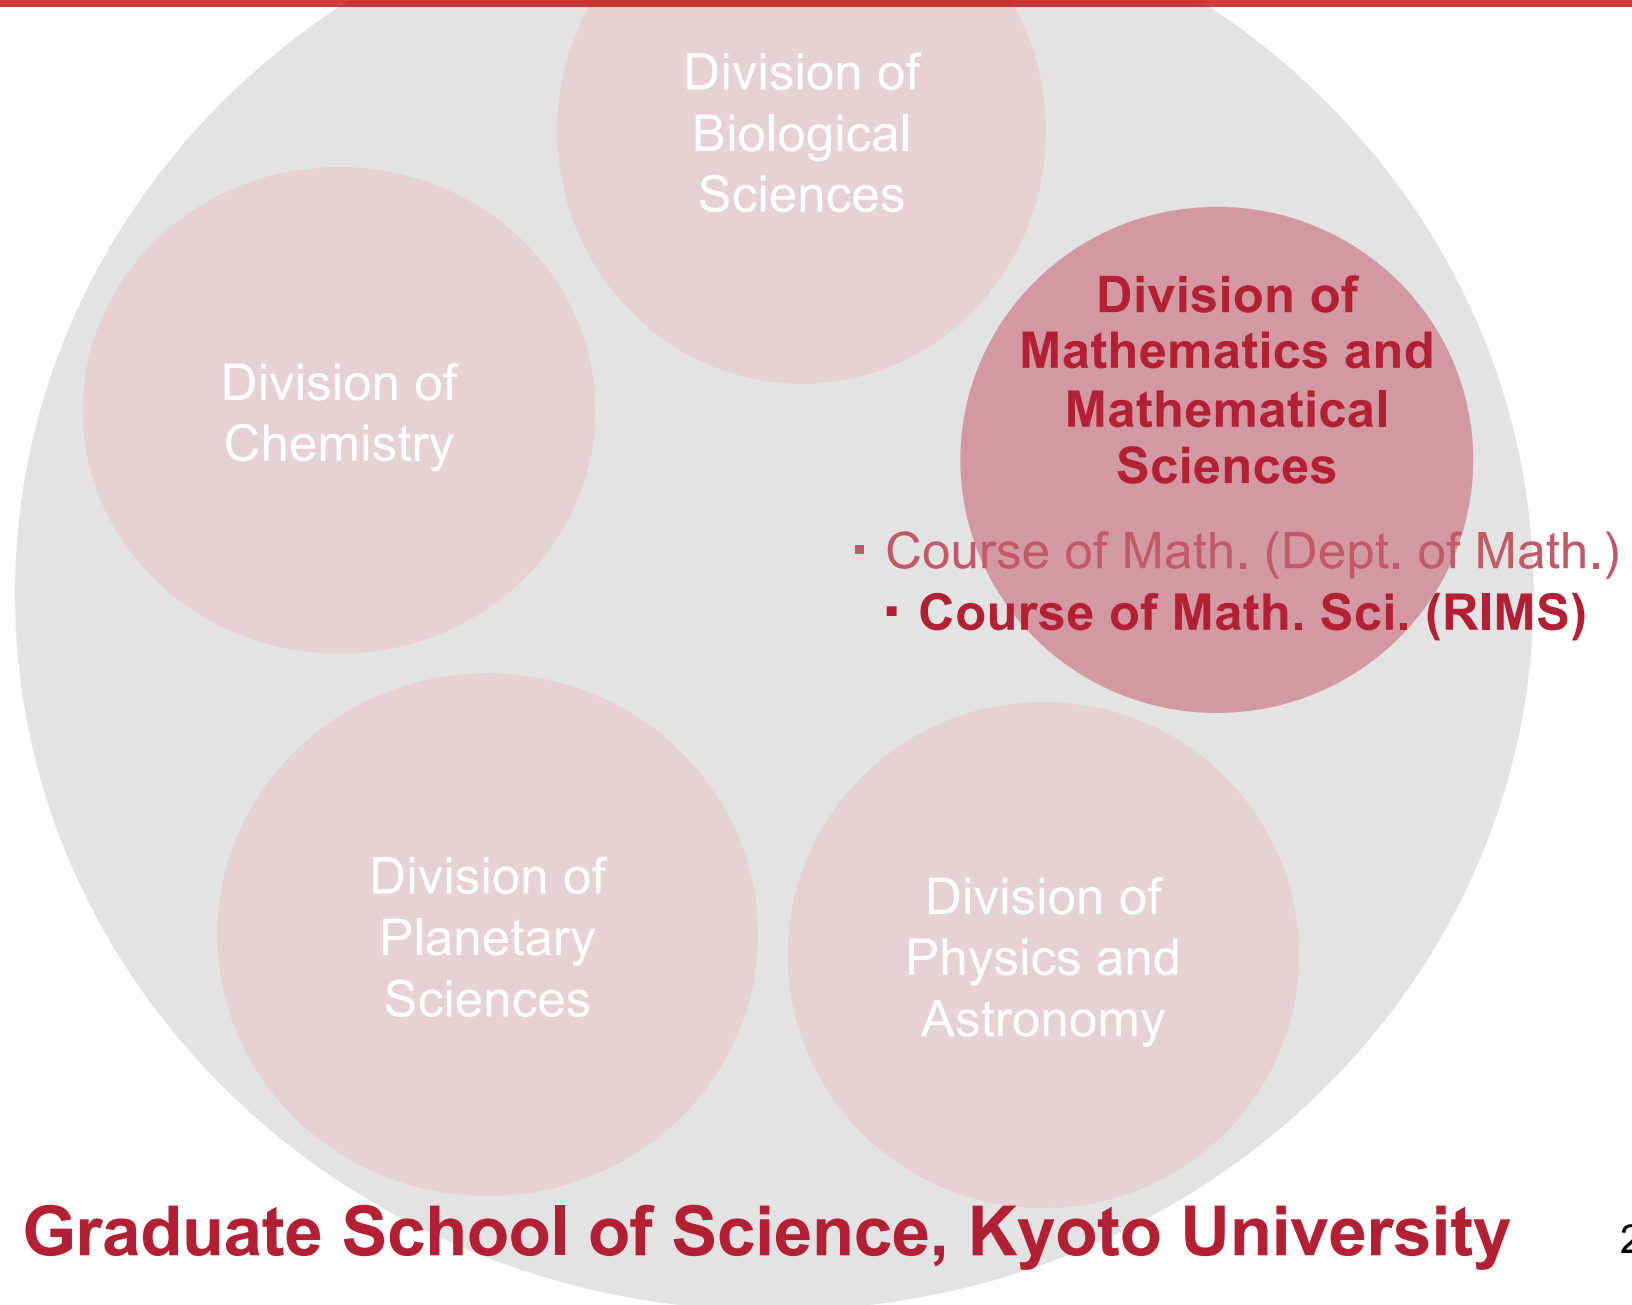 Division of
Biological
Sciences
Division of
Mathematics and
Mathematical
Sciences
Division of
Chemistry
▪ Course of Math. (Dept. of Math.)
▪ Course of Math. Sci. (RIMS)
Division of
Planetary
Sciences
Division of
Physics and
Astronomy
Graduate School of Science, Kyoto University
2